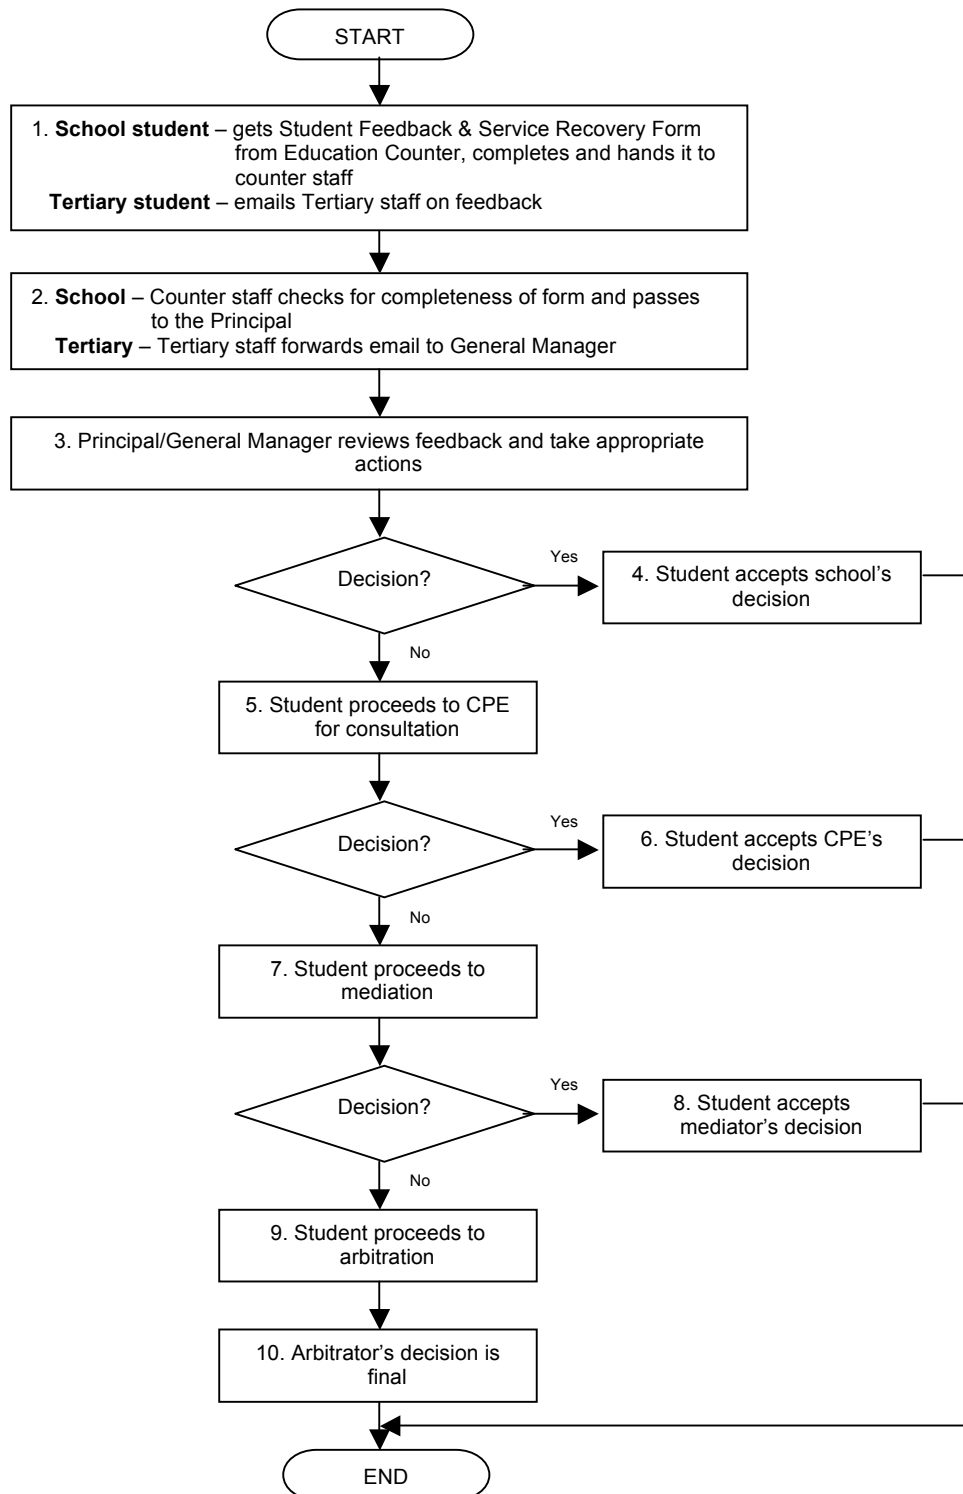 START
1. School student – gets Student Feedback & Service Recovery Form
from Education Counter, completes and hands it to
counter staff
Tertiary student – emails Tertiary staff on feedback
2. School – Counter staff checks for completeness of form and passes
to the Principal
Tertiary – Tertiary staff forwards email to General Manager
3. Principal/General Manager reviews feedback and take appropriate
actions
Decision?
Yes
4. Student accepts school’s
decision
No
5. Student proceeds to CPE
for consultation
Decision?
Yes
6. Student accepts CPE’s
decision
No
7. Student proceeds to
mediation
Decision?
Yes
8. Student accepts
mediator’s decision
No
9. Student proceeds to
arbitration
10. Arbitrator’s decision is
final
END